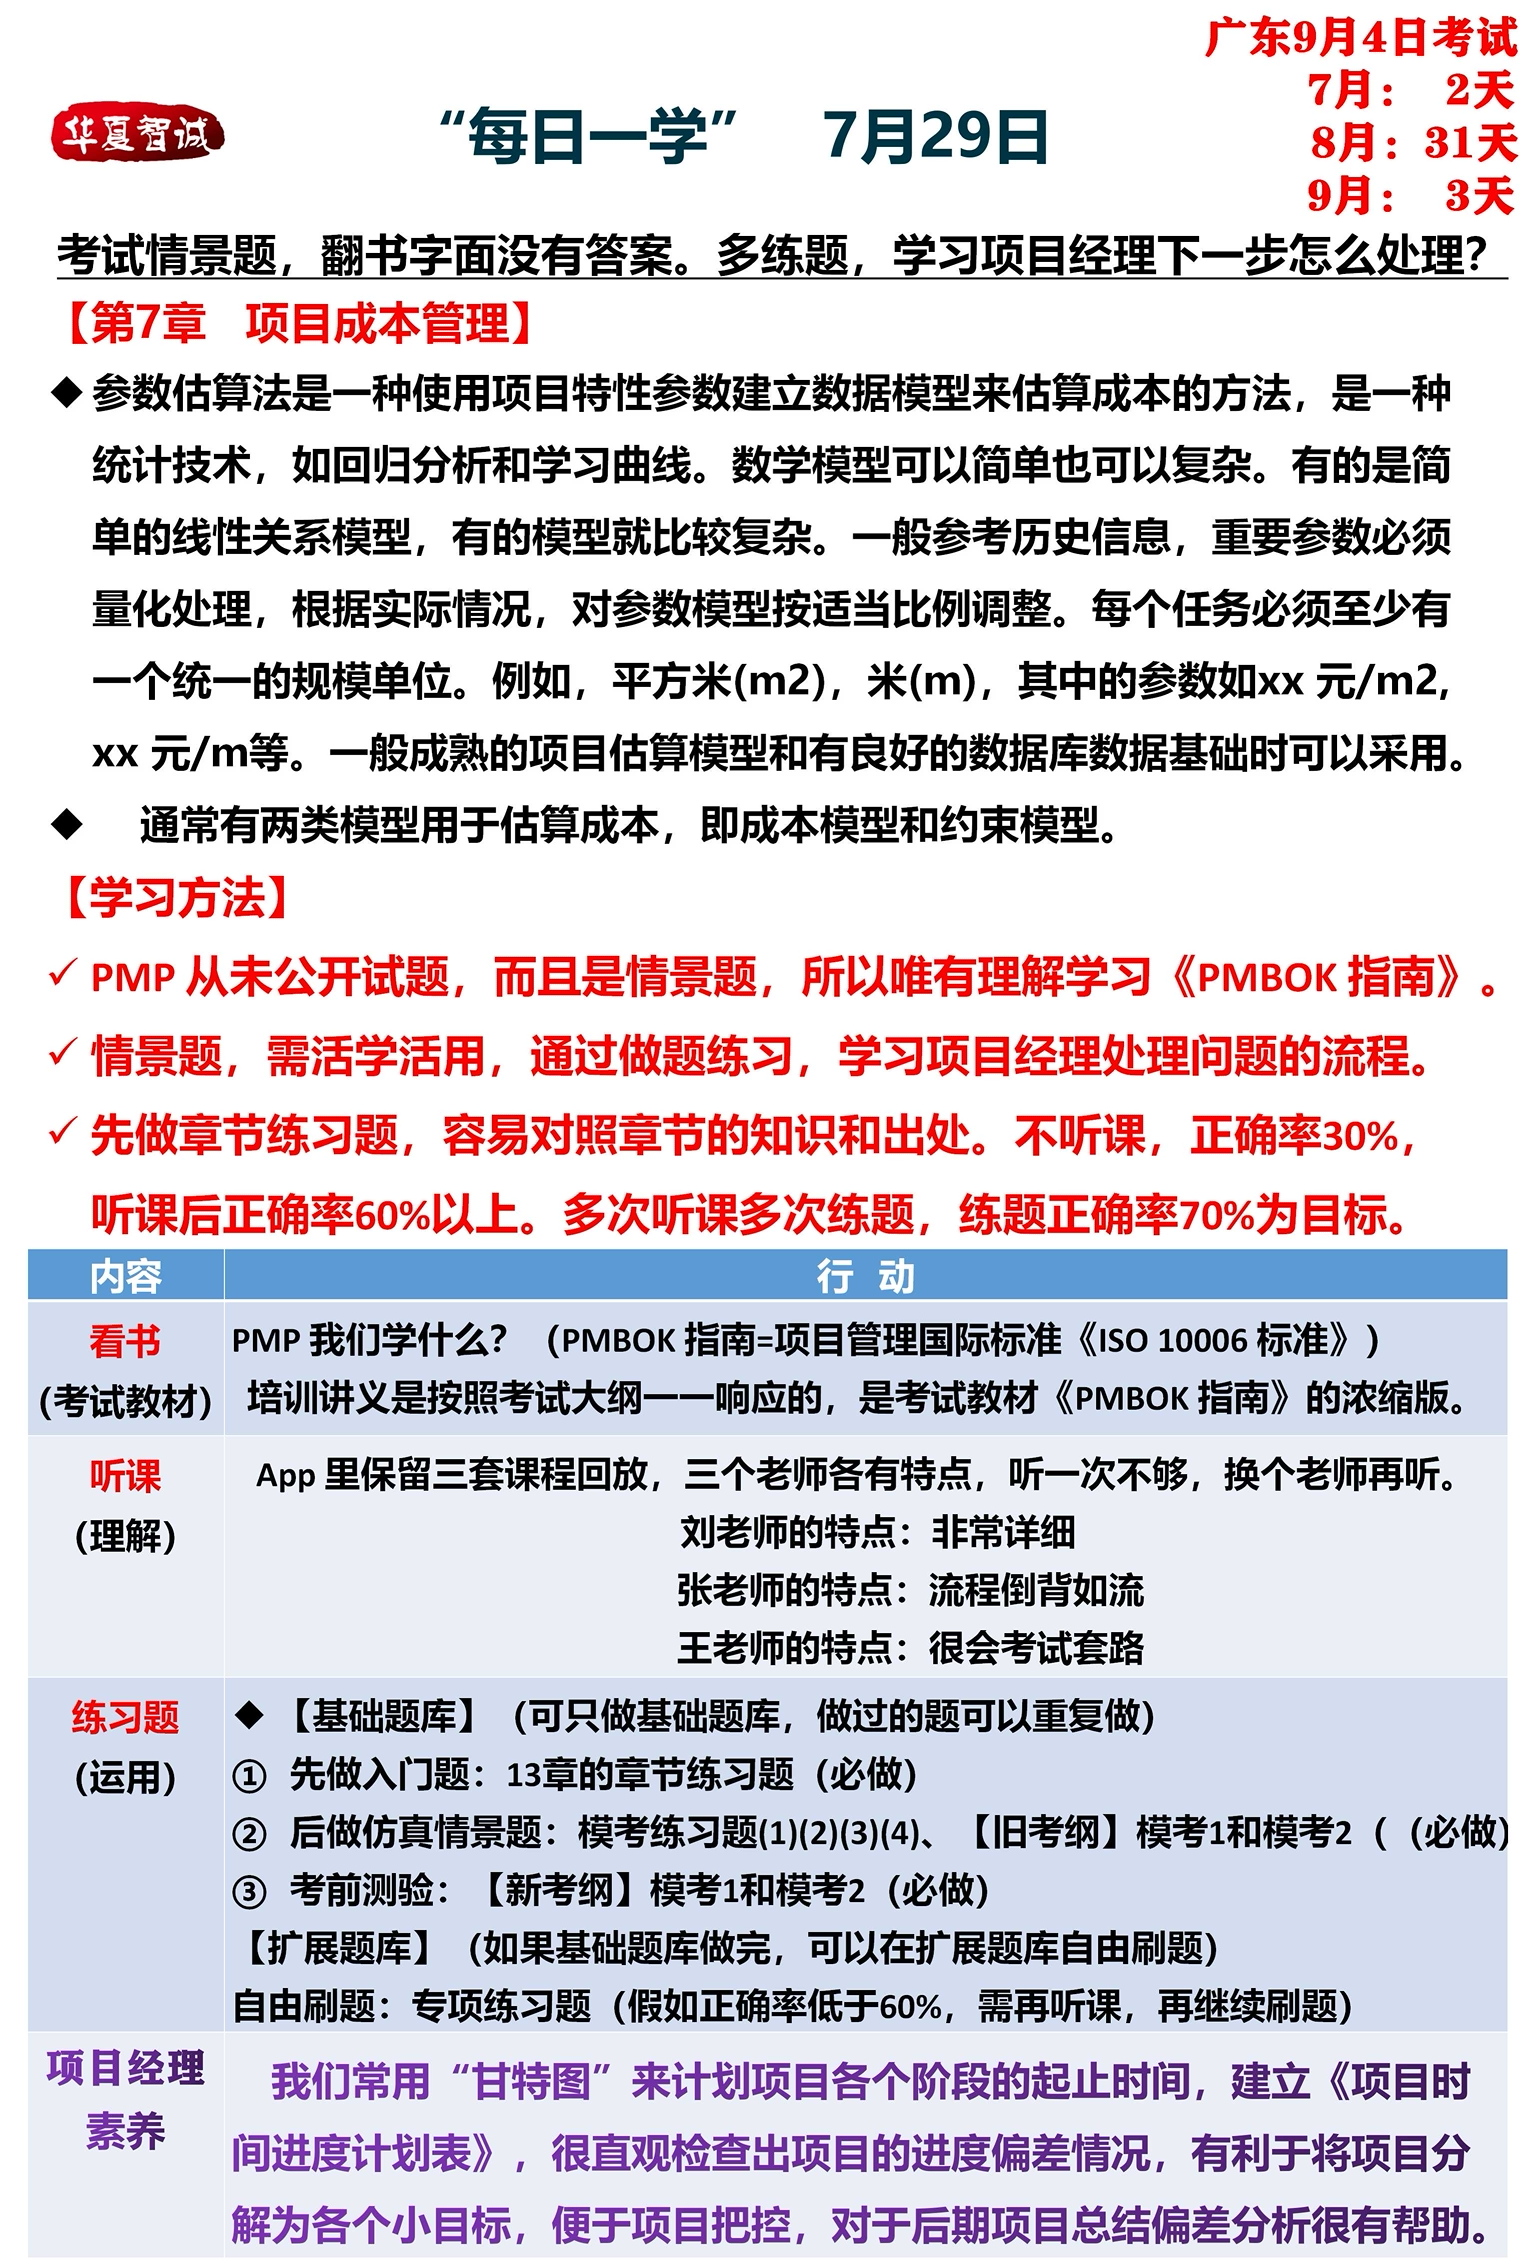 广东9月4日考试
7月： 2天
8月：31天
9月： 3天
华夏智诚
“每日一学” 7月29日
考试情景题，翻书字面没有答案。多练题，学习项目经理下一步怎么处理？
【第7章 项目成本管理】
◆ 参数估算法是一种使用项目特性参数建立数据模型来估算成本的方法，是一种
统计技术，如回归分析和学习曲线。数学模型可以简单也可以复杂。有的是简
单的线性关系模型，有的模型就比较复杂。一般参考历史信息，重要参数必须
量化处理，根据实际情况，对参数模型按适当比例调整。每个任务必须至少有
一个统一的规模单位。例如，平方米(m2)，米(m)，其中的参数如xx 元/m2，
xx 元/m等。一般成熟的项目估算模型和有良好的数据库数据基础时可以采用。
◆ 通常有两类模型用于估算成本，即成本模型和约束模型。
【学习方法】
✓ PMP 从未公开试题，而且是情景题，所以唯有理解学习《PMBOK 指南》。
✓ 情景题，需活学活用，通过做题练习，学习项目经理处理问题的流程。
✓ 先做章节练习题，容易对照章节的知识和出处。不听课，正确率30%，
听课后正确率60%以上。多次听课多次练题，练题正确率70%为目标。
内容 行 动
看书
(考试教材)
PMP 我们学什么？（PMBOK 指南=项目管理国际标准《ISO 10006 标准》）
培训讲义是按照考试大纲一一响应的，是考试教材《PMBOK 指南》的浓缩版。
听课
(理解)
App 里保留三套课程回放，三个老师各有特点，听一次不够，换个老师再听。
刘老师的特点：非常详细
张老师的特点：流程倒背如流
王老师的特点：很会考试套路
练习题
(运用)
◆ 【基础题库】（可只做基础题库，做过的题可以重复做）
① 先做入门题：13章的章节练习题（必做）
② 后做仿真情景题：模考练习题(1)(2)(3)(4)、【旧考纲】模考1和模考2（（必做）
③ 考前测验：【新考纲】模考1和模考2（必做）
【扩展题库】（如果基础题库做完，可以在扩展题库自由刷题）
自由刷题：专项练习题（假如正确率低于60%，需再听课，再继续刷题）
项目经理
素养
我们常用“甘特图”来计划项目各个阶段的起止时间，建立《项目时
间进度计划表》，很直观检查出项目的进度偏差情况，有利于将项目分
解为各个小目标，便于项目把控，对于后期项目总结偏差分析很有帮助。